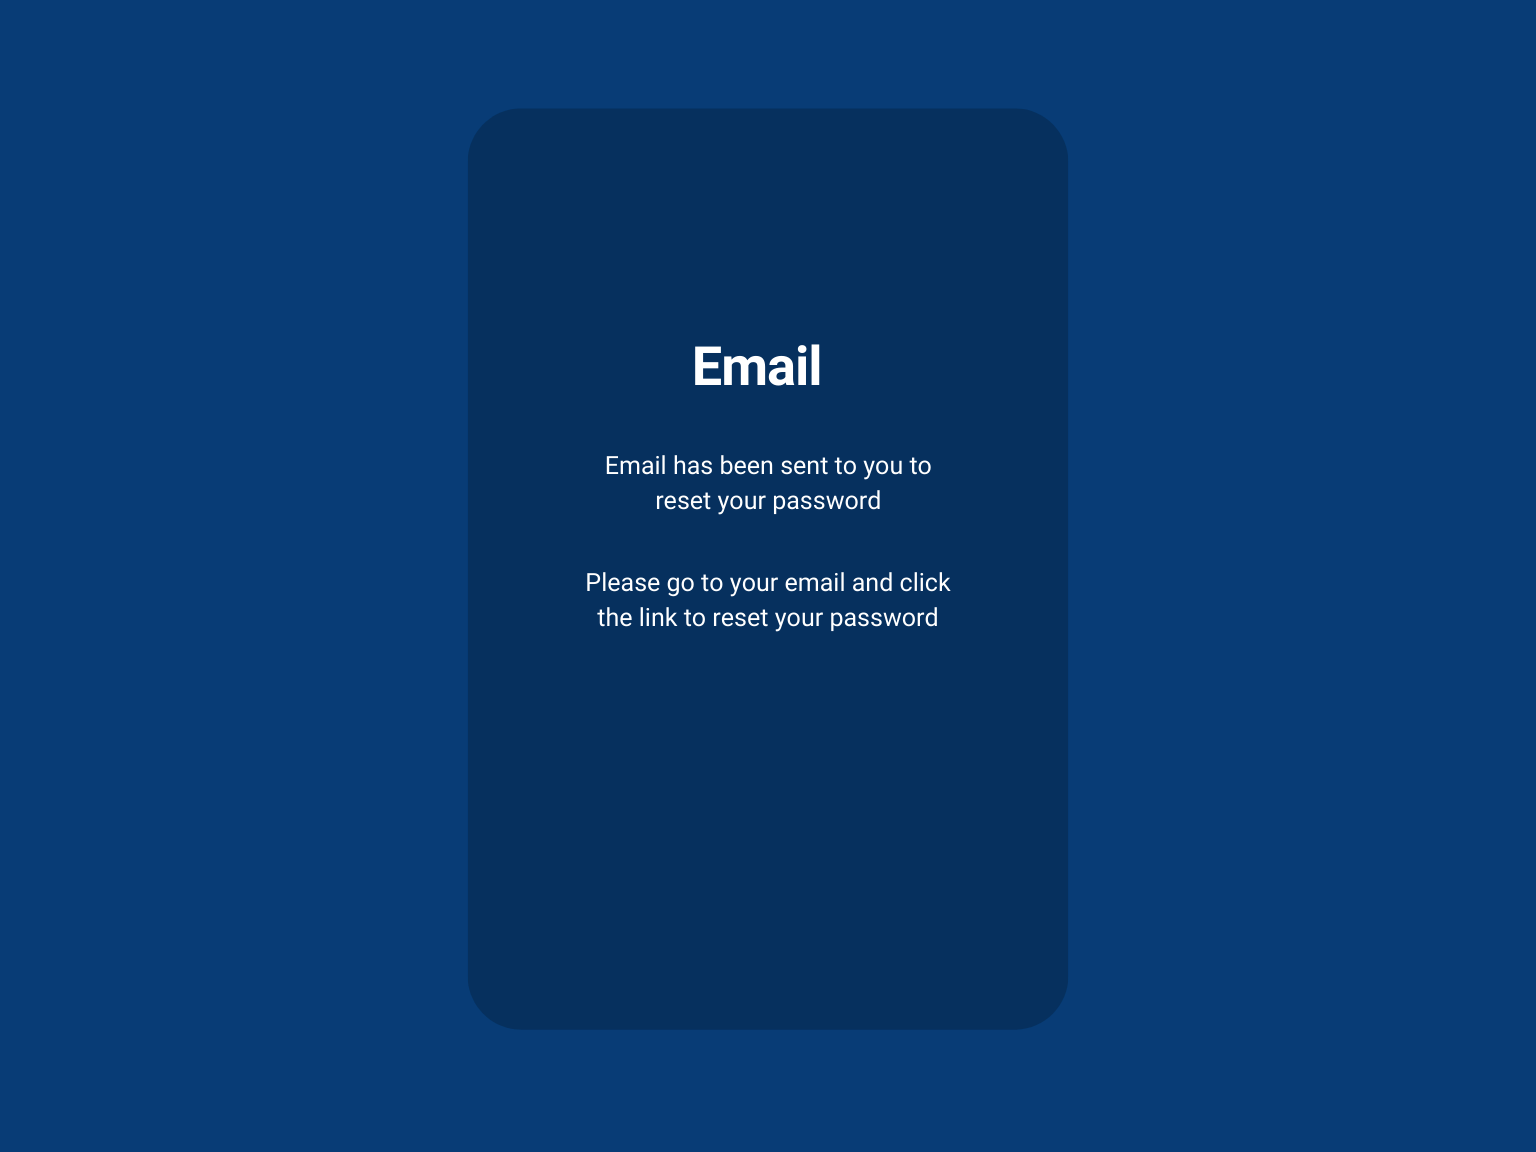 Email
Email has been sent to you to
reset your password
Please go to your email and click
the link to reset your password